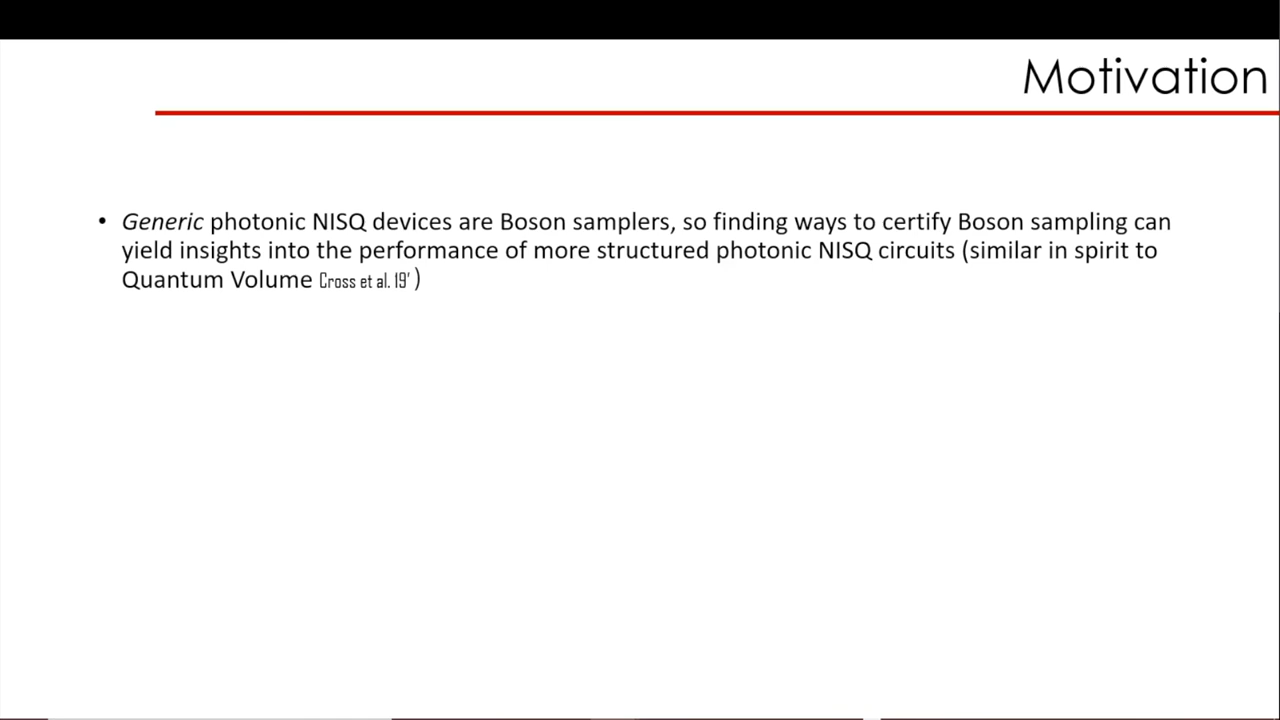 Motivation
• Generic photonic NISQ devices are Boson samplers, so finding ways to certify Boson sampling can
yield insights into the performance of more structured photonic NISQ circuits (similar in spirit to
Quantum Volume Cross et al. 19' )